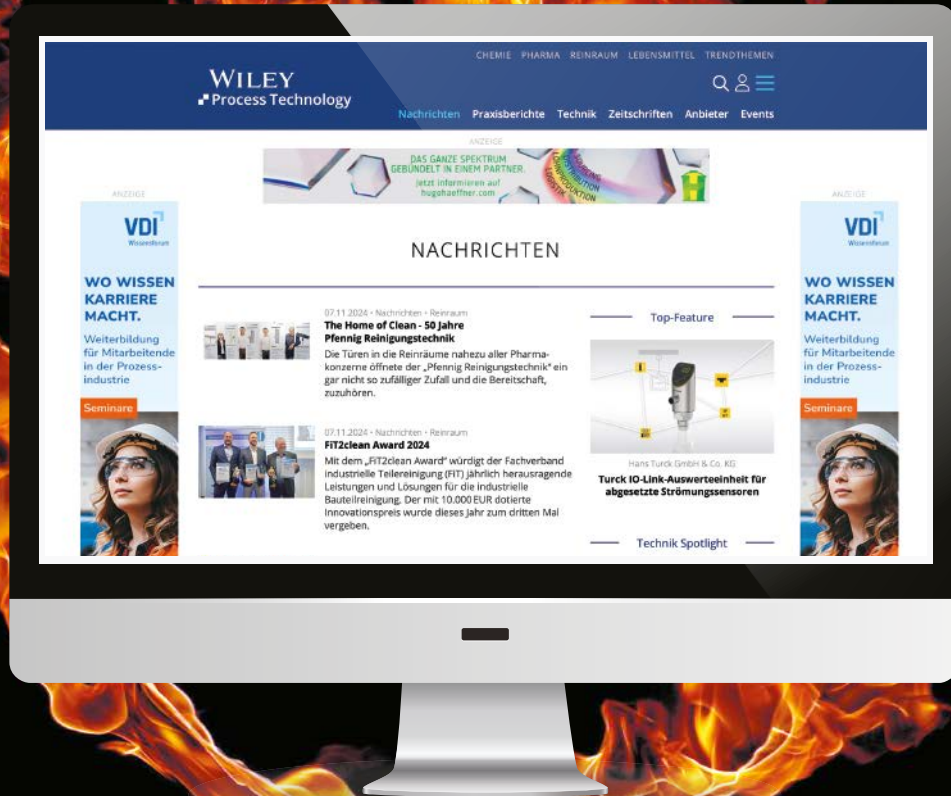 CHEMIE PHARMA REINRAUM LEBENSMITTEL TRENDTHEMEN
WILEY
Process Technology
Nachrichten Praxisberichte Technik Zeitschriften Anbieter Events
ANZEIGE
DAS GANZE SPEKTRUM
GEBÜNDELT IN EINEM PARTNER.
Jetzt informieren auf
hugohaeffner.com
DISTRIBUTION
LOGISTIK
ANZEIGE
VDI
Wissensforum
WO WISSEN
KARRIERE
MACHT.
Weiterbildung
für Mitarbeitende
in der Prozess-
industrie
Seminare
NACHRICHTEN
07.11.2024 • Nachrichten • Reinraum
The Home of Clean - 50 Jahre
Pfennig Reinigungstechnik
Die Türen in die Reinräume nahezu aller Pharma-
konzerne öffnete der „Pfennig Reinigungstechnik“ ein
gar nicht so zufälliger Zufall und die Bereitschaft,
zuzuhören.
07.11.2024 • Nachrichten • Reinraum
FiT2clean Award 2024
Mit dem „FiT2clean Award“ würdigt der Fachverband
industrielle Teilereinigung (FiT) jährlich herausragende
Leistungen und Lösungen für die industrielle
Bauteilreinigung. Der mit 10.000 EUR dotierte
Innovationspreis wurde dieses Jahr zum dritten Mal
vergeben.
Top-Feature
Hans Turck GmbH & Co. KG
Turck IO-Link-Auswerteeinheit für
abgesetzte Strömungssensoren
Technik Spotlight
ANZEIGE
VDI
Wissensforum
WO WISSEN
KARRIERE
MACHT.
Weiterbildung
für Mitarbeitende
in der Prozess-
industrie
Seminare